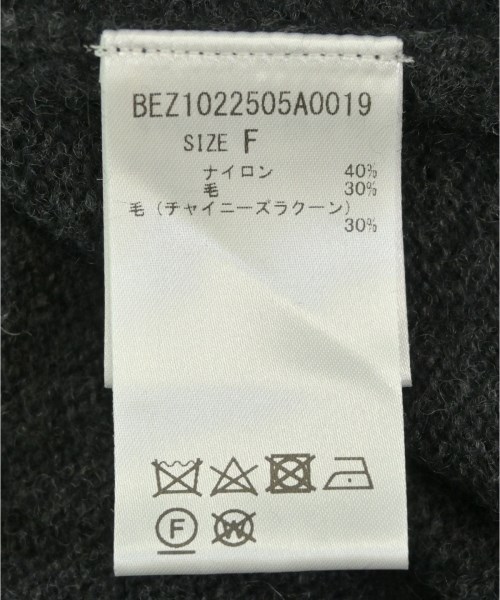 BEZ1022505A0019
SIZE F
ナイロン 40%
毛 30%
毛（チャイニーズラクーン）
30%
F W